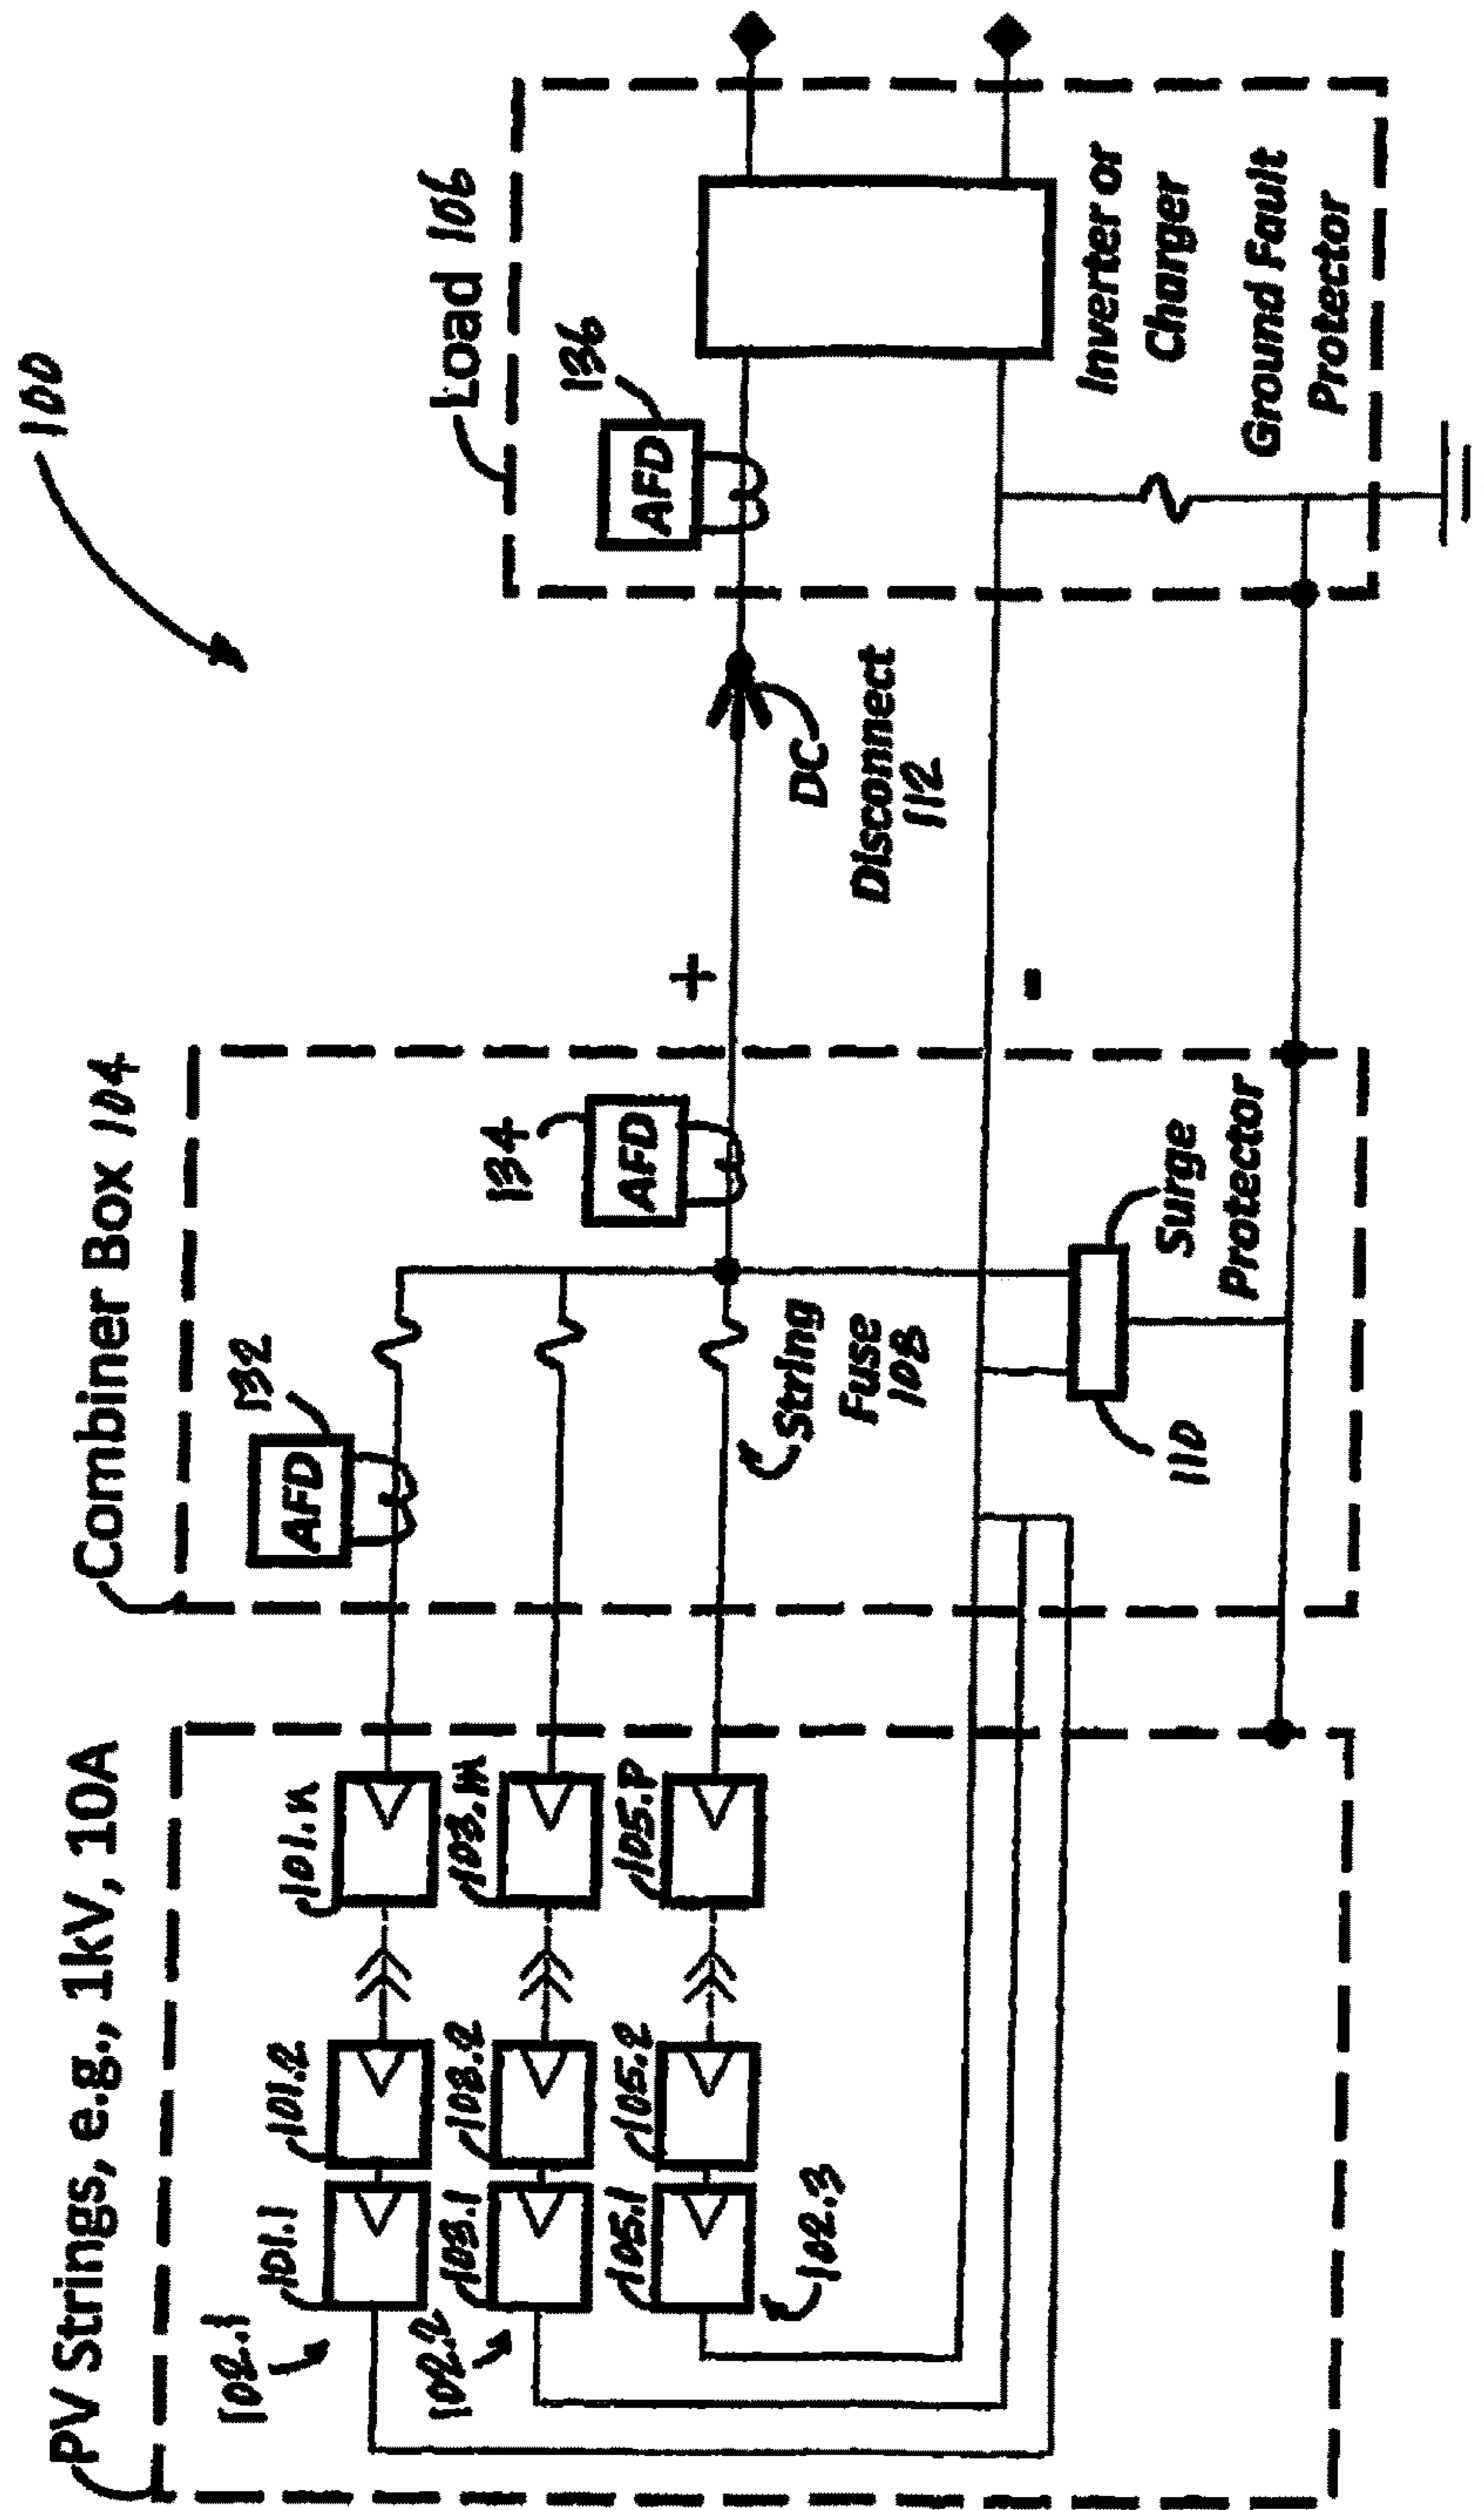 100
PV Strings, e.g., 1kV, 10A
Combiner Box 104
Load 106
102.1
101.1
101.2
101.n
AFD
132
102.2
103.1
103.2
103.m
134
AFD
136
AFD
105.1
105.2
105.p
102.3
+
-
String
Fuse
108
DC
Disconnect
112
110
Surge
Protector
Inverter or
Changer
Ground Fault
Protector